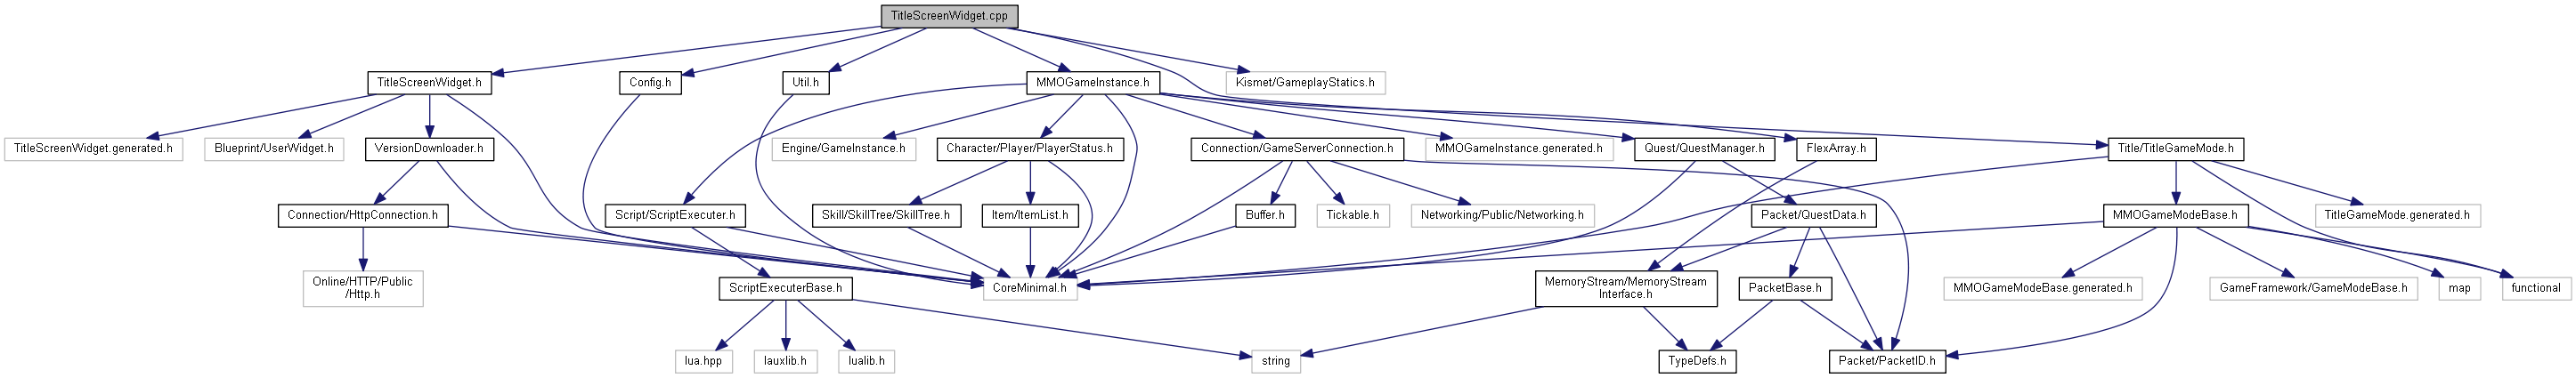 TitleScreenWidget.cpp
TitleScreenWidget.h
Config.h
Util.h
MMOGameInstance.h
Kismet/GameplayStatics.h
TitleScreenWidget.generated.h
Blueprint/UserWidget.h
VersionDownloader.h
Engine/GameInstance.h
Character/Player/PlayerStatus.h
Connection/GameServerConnection.h
MMOGameInstance.generated.h
Quest/QuestManager.h
FlexArray.h
Title/TitleGameMode.h
Connection/HttpConnection.h
Script/ScriptExecuter.h
Skill/SkillTree/SkillTree.h
Item/ItemList.h
Buffer.h
Tickable.h
Networking/Public/Networking.h
Packet/QuestData.h
MMOGameModeBase.h
TitleGameMode.generated.h
Online/HTTP/Public
/Http.h
ScriptExecuterBase.h
CoreMinimal.h
MemoryStream/MemoryStream
Interface.h
PacketBase.h
MMOGameModeBase.generated.h
GameFramework/GameModeBase.h
map
functional
lua.hpp
lauxlib.h
lualib.h
string
TypeDefs.h
Packet/PacketID.h